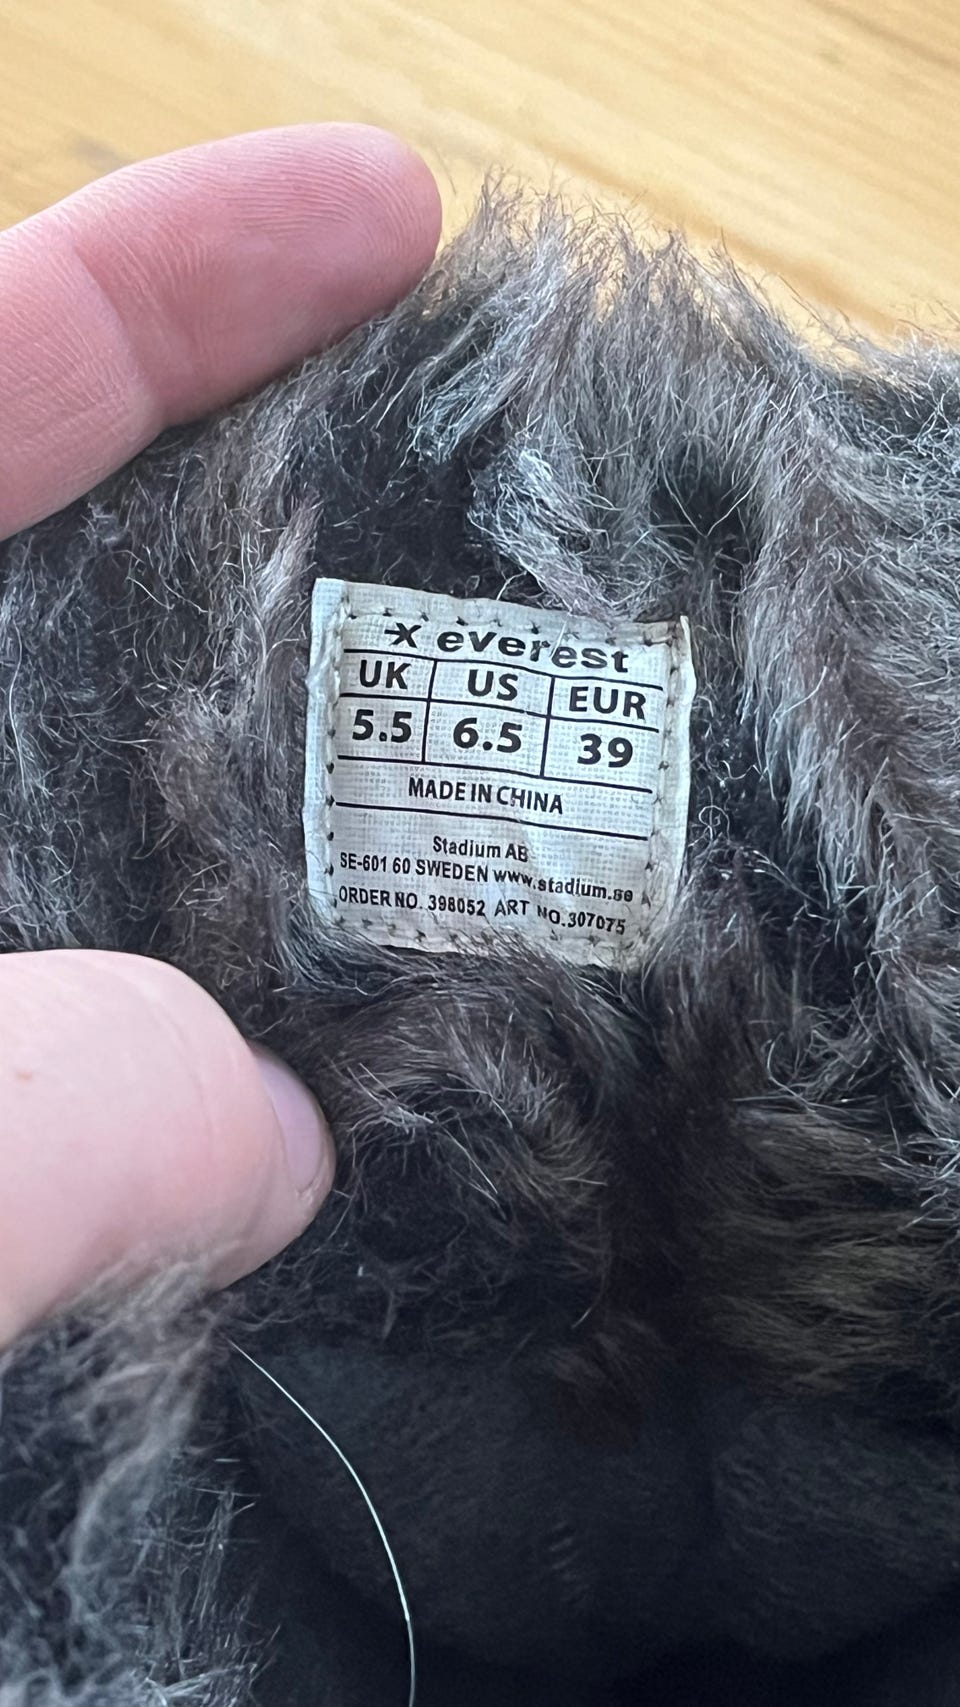 everest
UK US EUR
5.5 6.5 39
MADE IN CHINA
Stadium AB
SE-601 60 SWEDEN www.stadium.se
ORDER NO. 398052 ART NO.307075